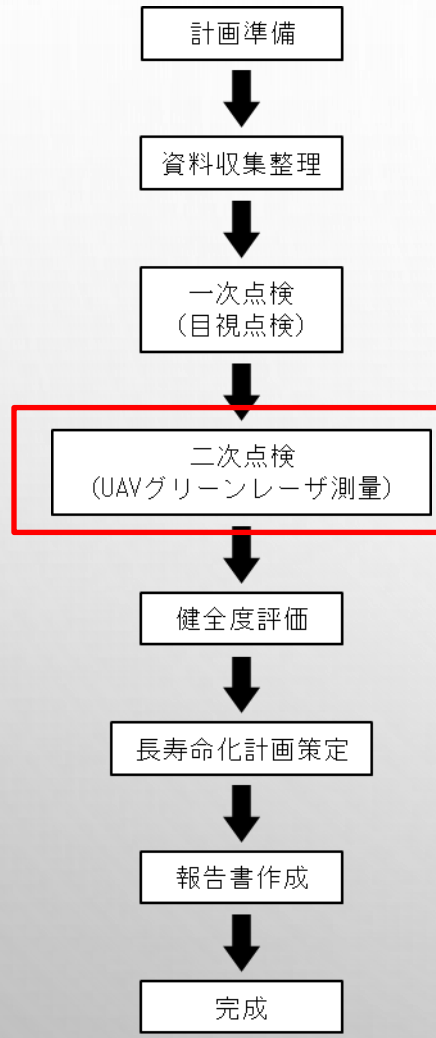 計画準備
資料収集整理
一次点検
（目視点検）
二次点検
（UAVグリーンレーザ測量）
健全度評価
長寿命化計画策定
報告書作成
完成